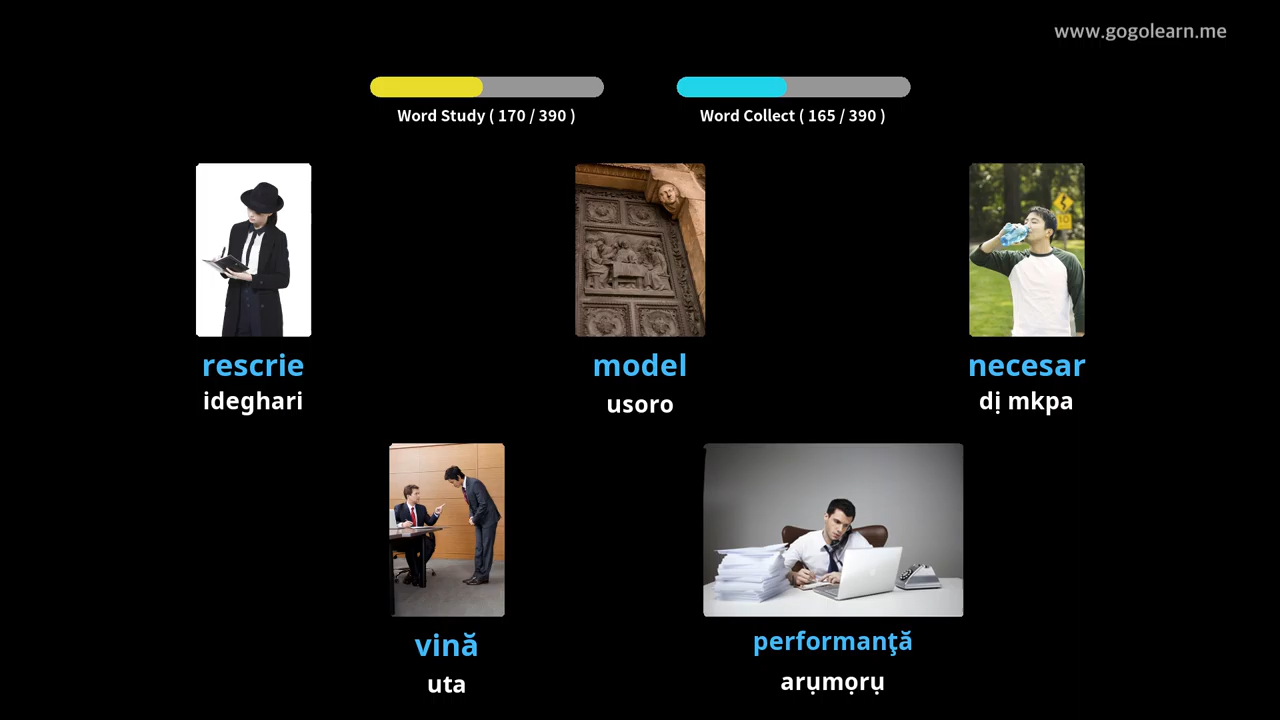 www.gogolearn.me
Word Study ( 170 / 390 )
Word Collect ( 165 / 390 )
rescrie
ideghari
model
usoro
necesar
dị mkpa
vină
uta
performanţă
arụmọrụ